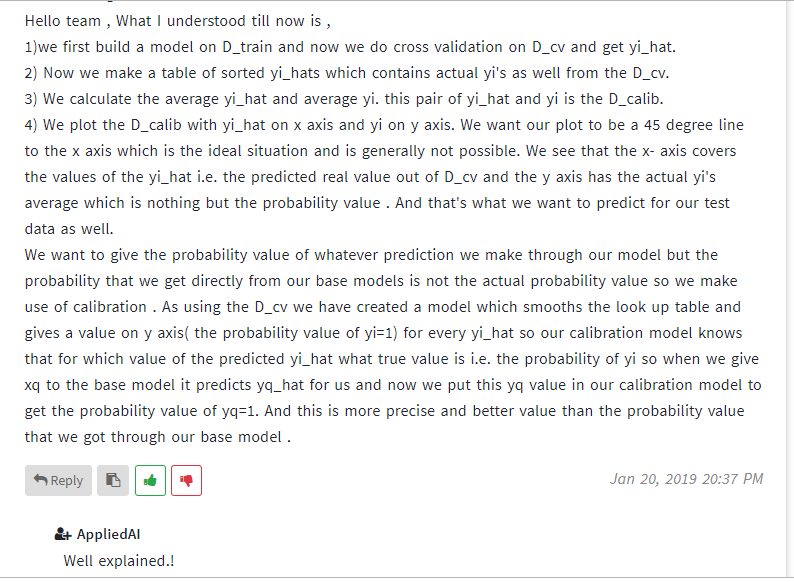 Hello team , What I understood till now is ,
1)we first build a model on D_train and now we do cross validation on D_cv and get yi_hat.
2) Now we make a table of sorted yi_hats which contains actual yi's as well from the D_cv.
3) We calculate the average yi_hat and average yi. this pair of yi_hat and yi is the D_calib.
4) We plot the D_calib with yi_hat on x axis and yi on y axis. We want our plot to be a 45 degree line
to the x axis which is the ideal situation and is generally not possible. We see that the x- axis covers
the values of the yi_hat i.e. the predicted real value out of D_cv and the y axis has the actual yi's
average which is nothing but the probability value . And that's what we want to predict for our test
data as well.
We want to give the probability value of whatever prediction we make through our model but the
probability that we get directly from our base models is not the actual probability value so we make
use of calibration . As using the D_cv we have created a model which smooths the look up table and
gives a value on y axis( the probability value of yi=1) for every yi_hat so our calibration model knows
that for which value of the predicted yi_hat what true value is i.e. the probability of yi so when we give
xq to the base model it predicts yq_hat for us and now we put this yq value in our calibration model to
get the probability value of yq=1. And this is more precise and better value than the probability value
that we got through our base model .
Reply
Jan 20, 2019 20:37 PM
AppliedAI
Well explained.!